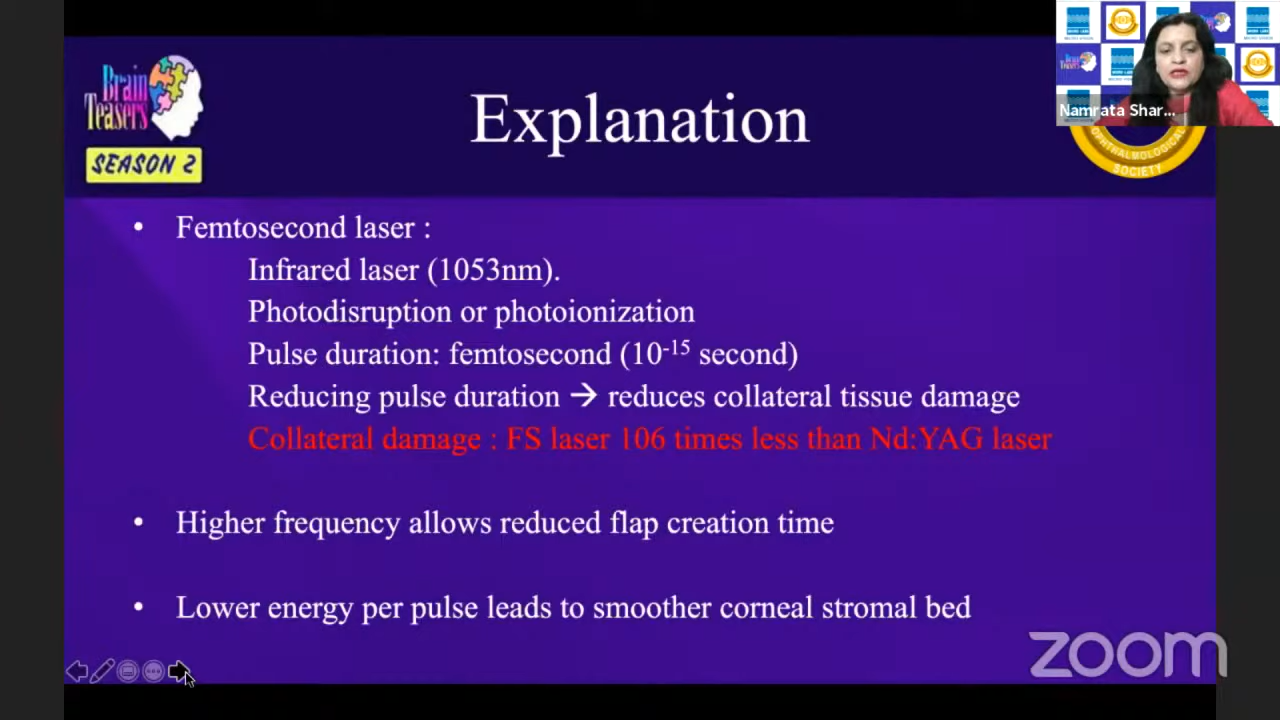 Brain
Teasers
SEASON 2
Explanation
Namrata Shar...
OPHTHALMOLOGICAL
SOCIETY
• Femtosecond laser :
Infrared laser (1053nm).
Photodisruption or photoionization
Pulse duration: femtosecond (10⁻¹⁵ second)
Reducing pulse duration → reduces collateral tissue damage
Collateral damage : FS laser 106 times less than Nd:YAG laser
• Higher frequency allows reduced flap creation time
• Lower energy per pulse leads to smoother corneal stromal bed
zoom